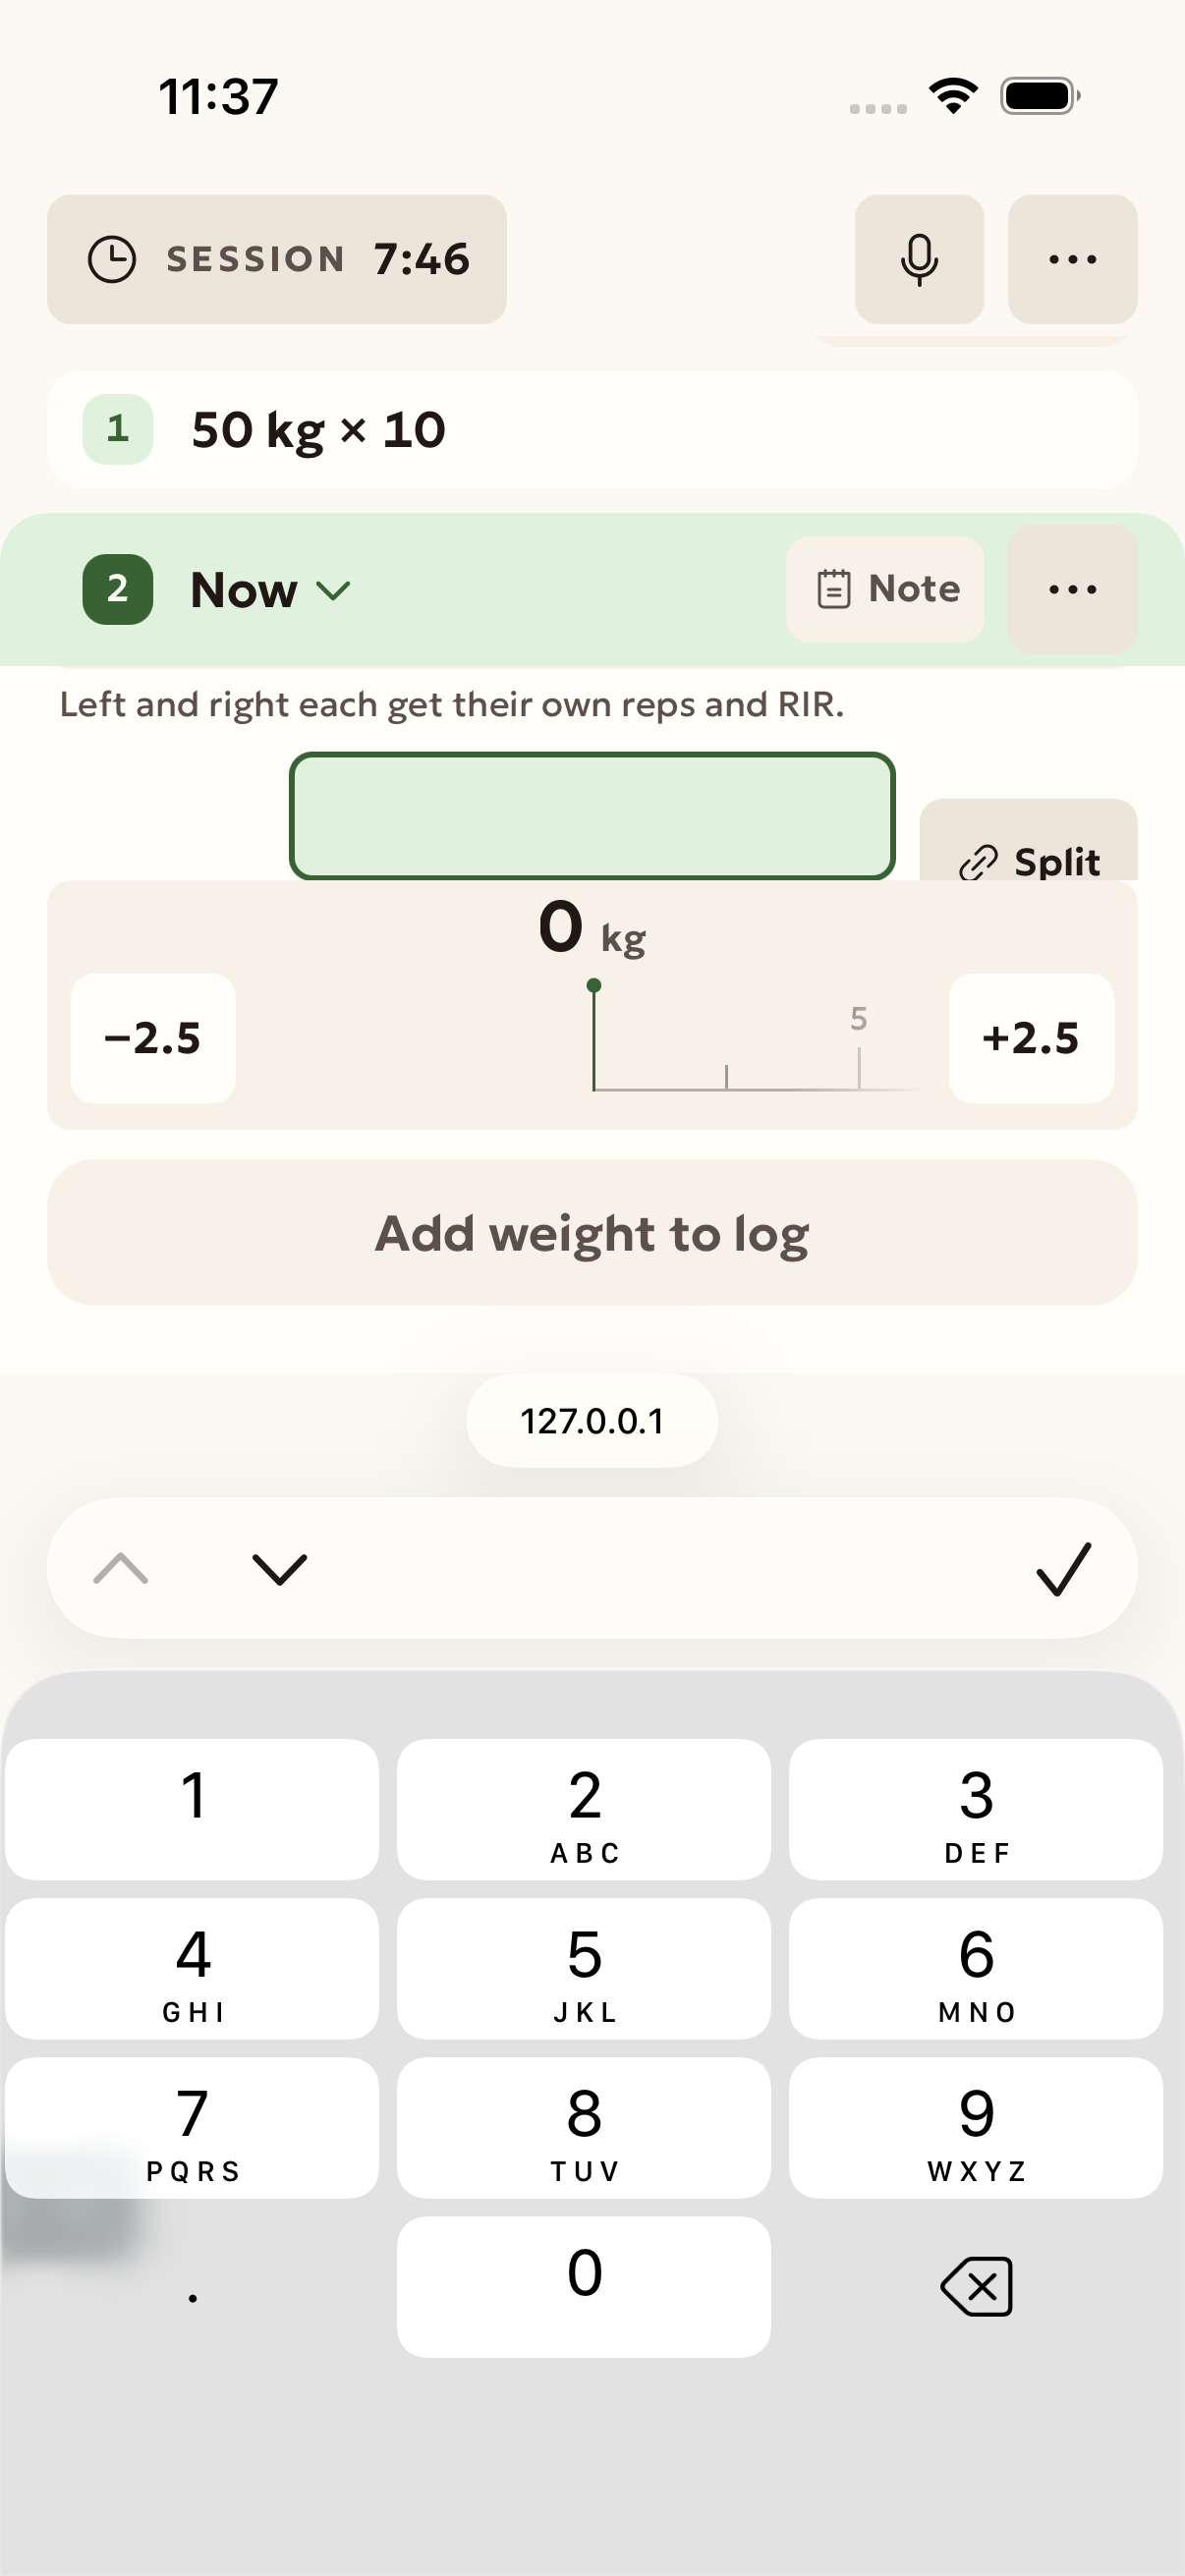 11:37
SESSION 7:46
1 50 kg × 10
2 Now Note
Left and right each get their own reps and RIR.
Split
0 kg
−2.5 5 +2.5
Add weight to log
127.0.0.1
1 2 3
ABC DEF
4 5 6
GHI JKL MNO
7 8 9
PQRS TUV WXYZ
. 0